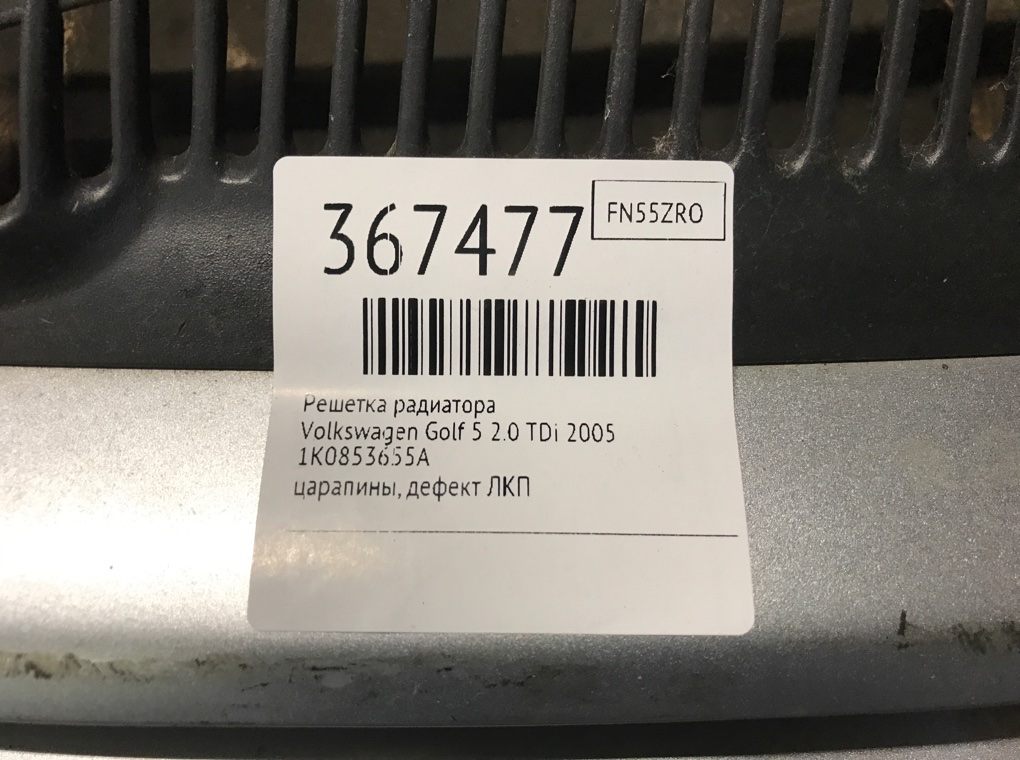 367477
FN55ZRO
Решетка радиатора
Volkswagen Golf 5 2.0 TDi 2005
1K0853655A
царапины, дефект ЛКП